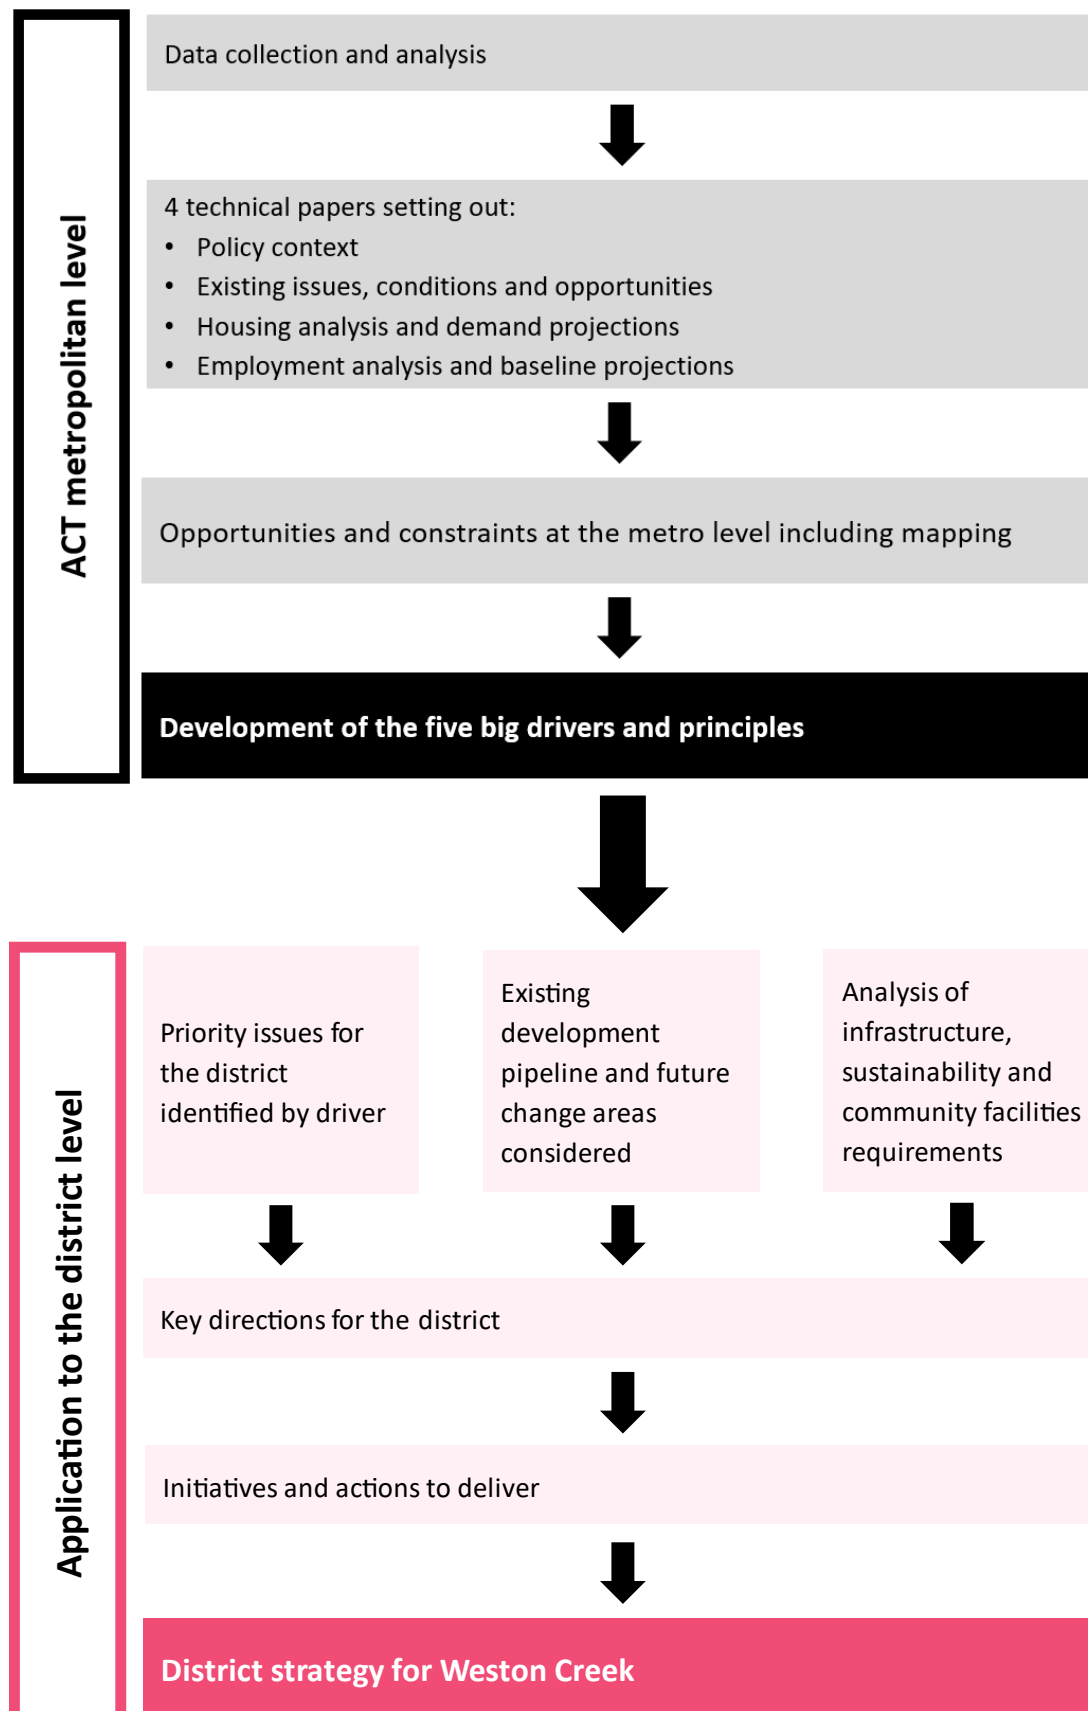 ACT metropolitan level
Data collection and analysis
4 technical papers setting out:
• Policy context
• Existing issues, conditions and opportunities
• Housing analysis and demand projections
• Employment analysis and baseline projections
Opportunities and constraints at the metro level including mapping
Development of the five big drivers and principles
Application to the district level
Priority issues for
the district
identified by driver
Existing
development
pipeline and future
change areas
considered
Analysis of
infrastructure,
sustainability and
community facilities
requirements
Key directions for the district
Initiatives and actions to deliver
District strategy for Weston Creek